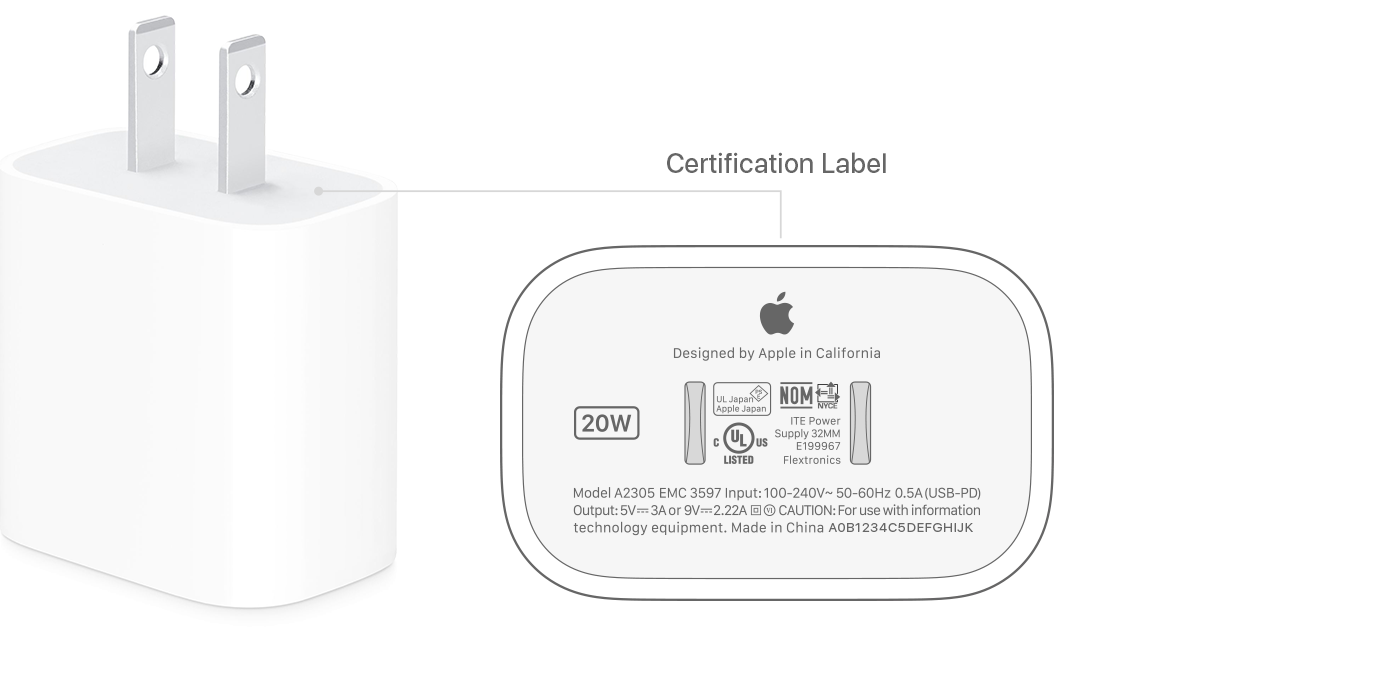 Certification Label
Designed by Apple in California
20W
UL Japan
Apple Japan
NOM
NYCE
C UL US
LISTED
ITE Power
Supply 32MM
E199967
Flextronics
Model A2305 EMC 3597 Input: 100-240V~ 50-60Hz 0.5A (USB-PD)
Output: 5V⎓3A or 9V⎓2.22A CAUTION: For use with information
technology equipment. Made in China A0B1234C5DEFGHIJK